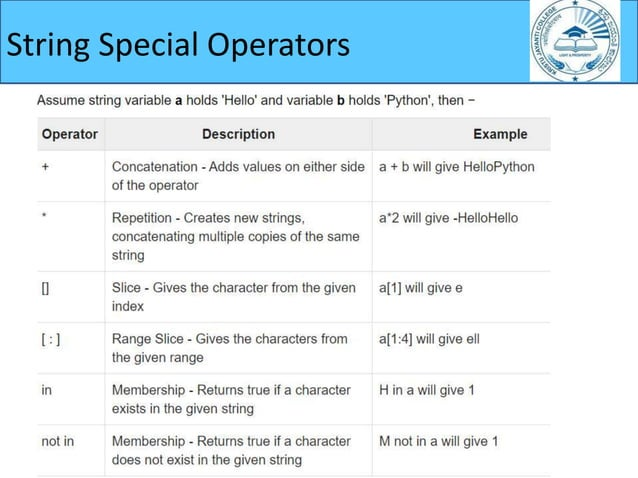 String Special Operators
KRISTU JAYANTI COLLEGE
LIGHT & PROSPERITY
Assume string variable a holds 'Hello' and variable b holds 'Python', then −
Operator Description Example
+ Concatenation - Adds values on either side a + b will give HelloPython
of the operator
* Repetition - Creates new strings, a*2 will give -HelloHello
concatenating multiple copies of the same
string
[] Slice - Gives the character from the given a[1] will give e
index
[ : ] Range Slice - Gives the characters from a[1:4] will give ell
the given range
in Membership - Returns true if a character H in a will give 1
exists in the given string
not in Membership - Returns true if a character M not in a will give 1
does not exist in the given string